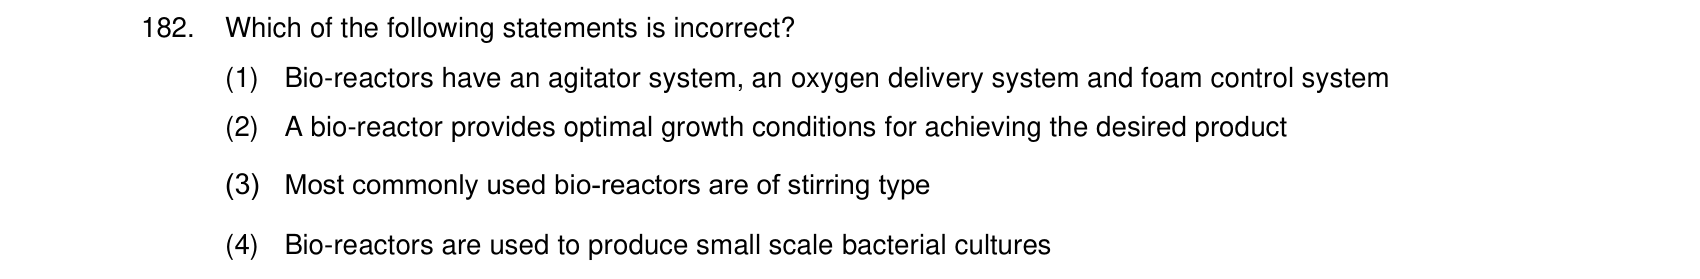 182. Which of the following statements is incorrect?
(1) Bio-reactors have an agitator system, an oxygen delivery system and foam control system
(2) A bio-reactor provides optimal growth conditions for achieving the desired product
(3) Most commonly used bio-reactors are of stirring type
(4) Bio-reactors are used to produce small scale bacterial cultures